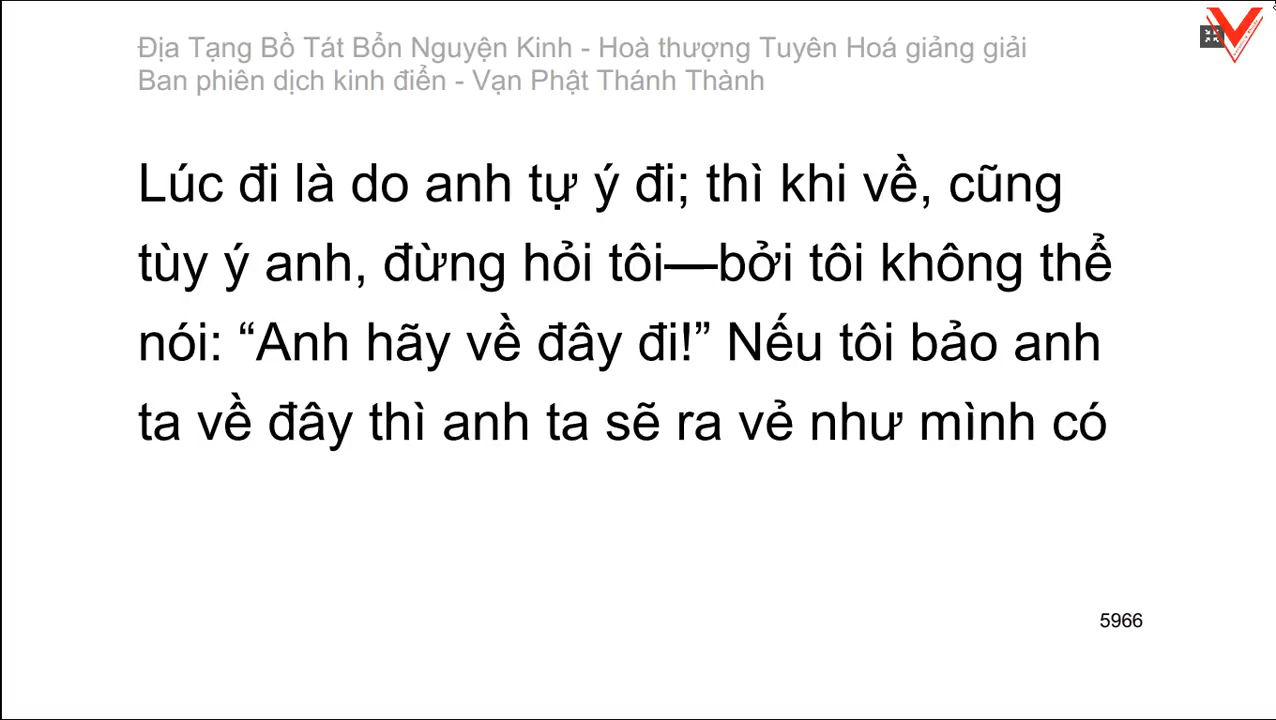 Địa Tạng Bồ Tát Bổn Nguyện Kinh - Hoà thượng Tuyên Hoá giảng giải
Ban phiên dịch kinh điển - Vạn Phật Thánh Thành
Lúc đi là do anh tự ý đi; thì khi về, cũng
tùy ý anh, đừng hỏi tôi—bởi tôi không thể
nói: “Anh hãy về đây đi!” Nếu tôi bảo anh
ta về đây thì anh ta sẽ ra vẻ như mình có
5966